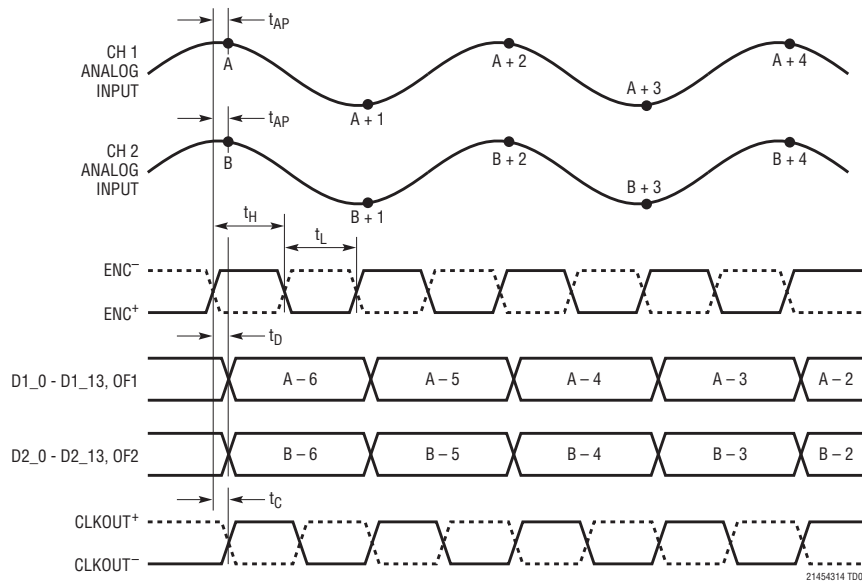 tAP
CH 1
ANALOG
INPUT
A
A + 1
A + 2
A + 3
A + 4
tAP
CH 2
ANALOG
INPUT
B
B + 1
B + 2
B + 3
B + 4
tH
tL
ENC–
ENC+
tD
D1_0 - D1_13, OF1
A – 6
A – 5
A – 4
A – 3
A – 2
D2_0 - D2_13, OF2
B – 6
B – 5
B – 4
B – 3
B – 2
tC
CLKOUT+
CLKOUT–
21454314 TD0